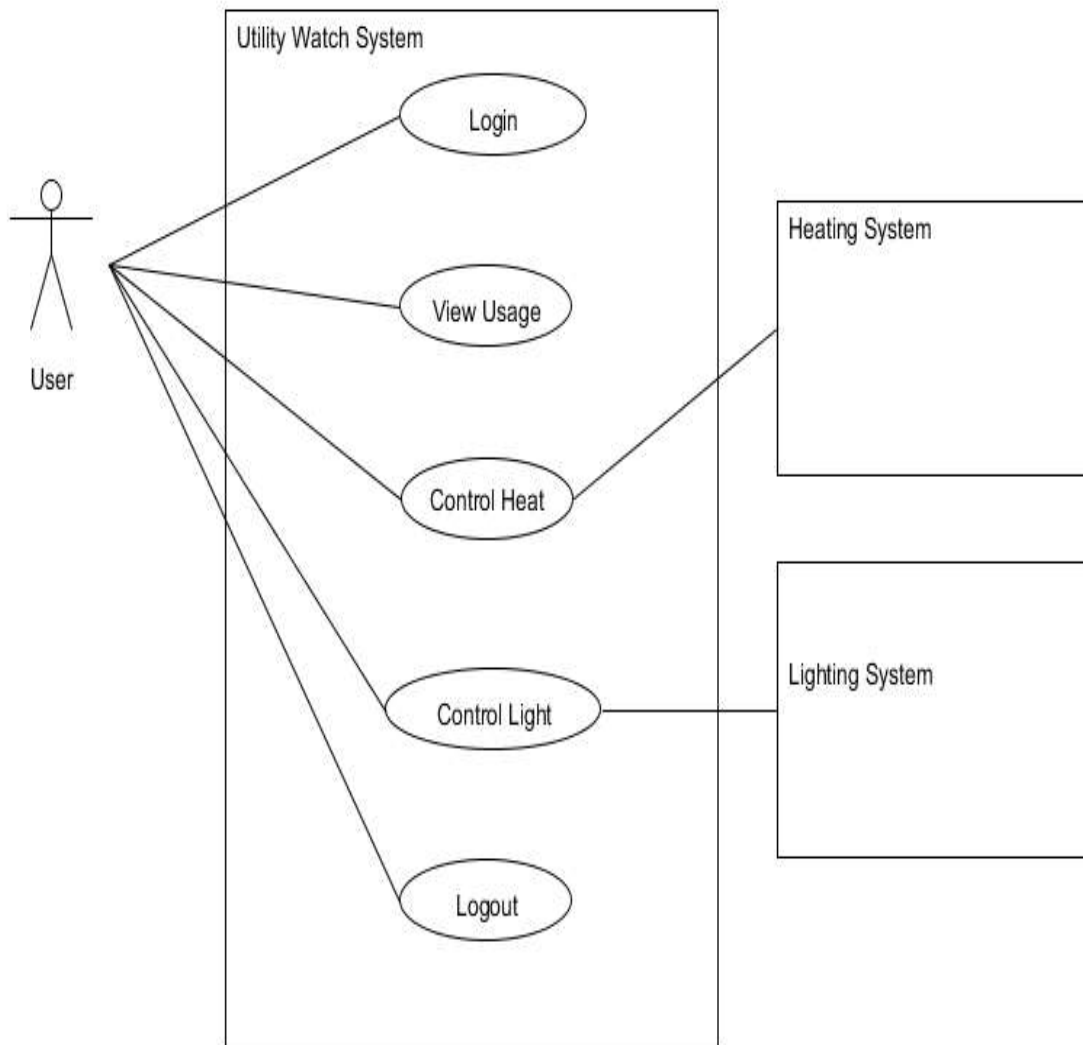 Utility Watch System
Login
Heating System
View Usage
User
Control Heat
Lighting System
Control Light
Logout